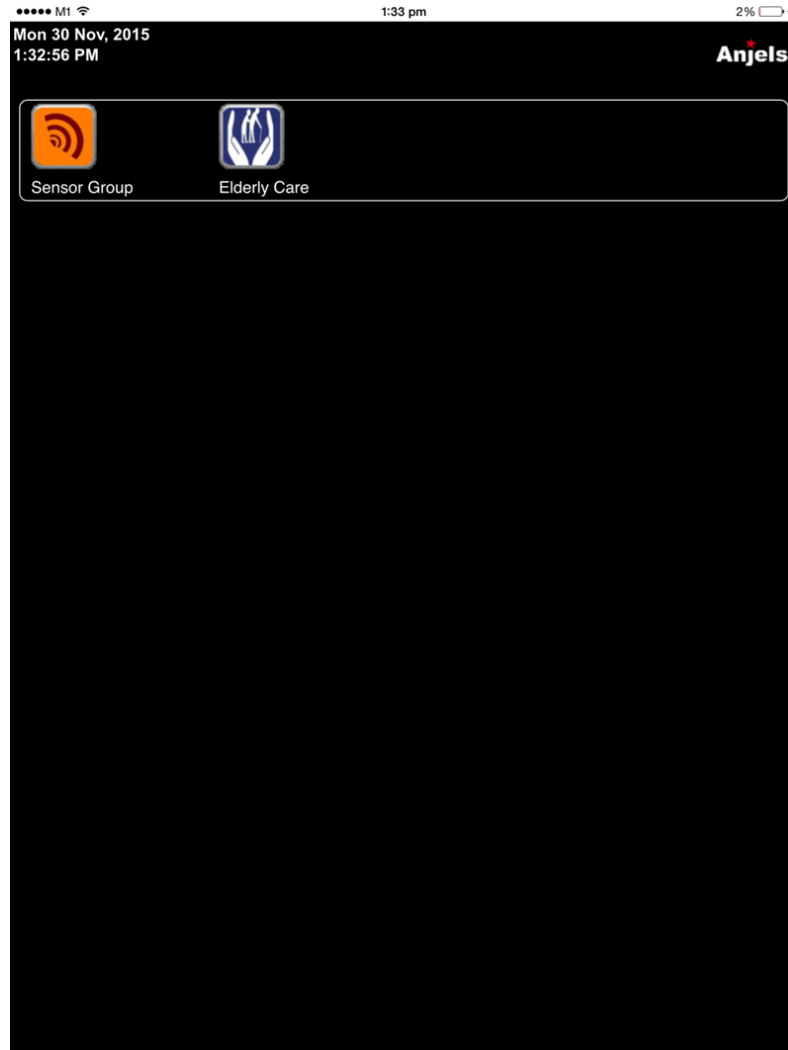 M1 1:33 pm 2%
Mon 30 Nov, 2015
1:32:56 PM
Anjels
Sensor Group Elderly Care